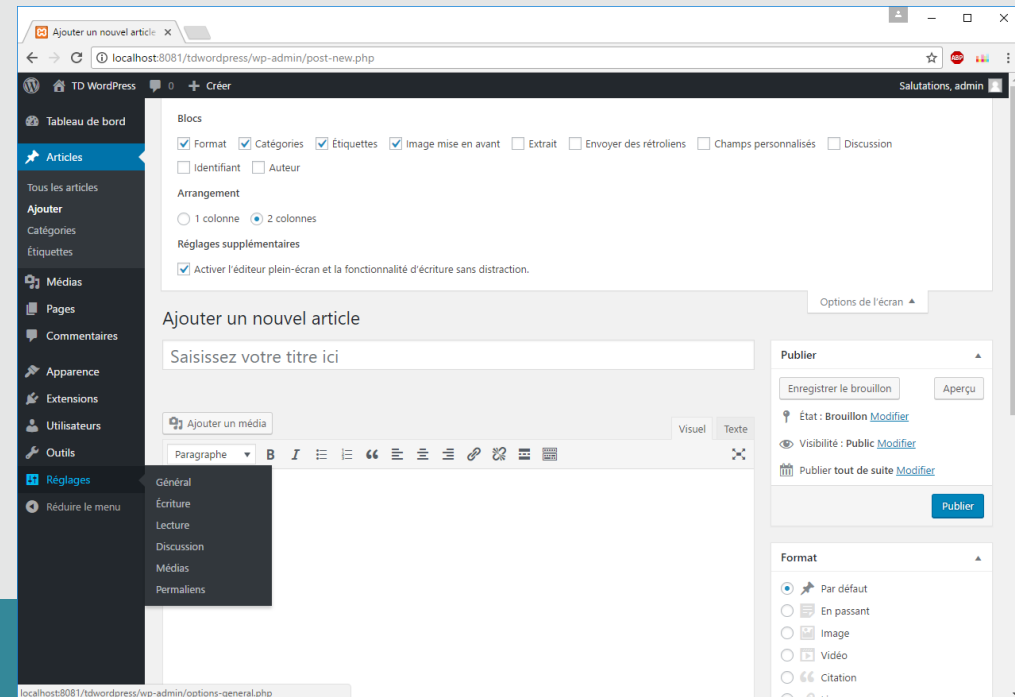 Ajouter un nouvel article
localhost:8081/tdwordpress/wp-admin/post-new.php
ABP
TD WordPress 0 + Créer
Salutations, admin
Tableau de bord
Articles
Tous les articles
Ajouter
Catégories
Étiquettes
Médias
Pages
Commentaires
Apparence
Extensions
Utilisateurs
Outils
Réglages
Réduire le menu
Général
Écriture
Lecture
Discussion
Médias
Permaliens
Blocs
Format Catégories Étiquettes Image mise en avant Extrait Envoyer des rétroliens Champs personnalisés Discussion
Identifiant Auteur
Arrangement
1 colonne 2 colonnes
Réglages supplémentaires
Activer l'éditeur plein-écran et la fonctionnalité d'écriture sans distraction.
Options de l'écran
Ajouter un nouvel article
Saisissez votre titre ici
Ajouter un média
Visuel Texte
Paragraphe B I
Publier
Enregistrer le brouillon Aperçu
État : Brouillon Modifier
Visibilité : Public Modifier
Publier tout de suite Modifier
Publier
Format
Par défaut
En passant
Image
Vidéo
Citation
localhost:8081/tdwordpress/wp-admin/options-general.php